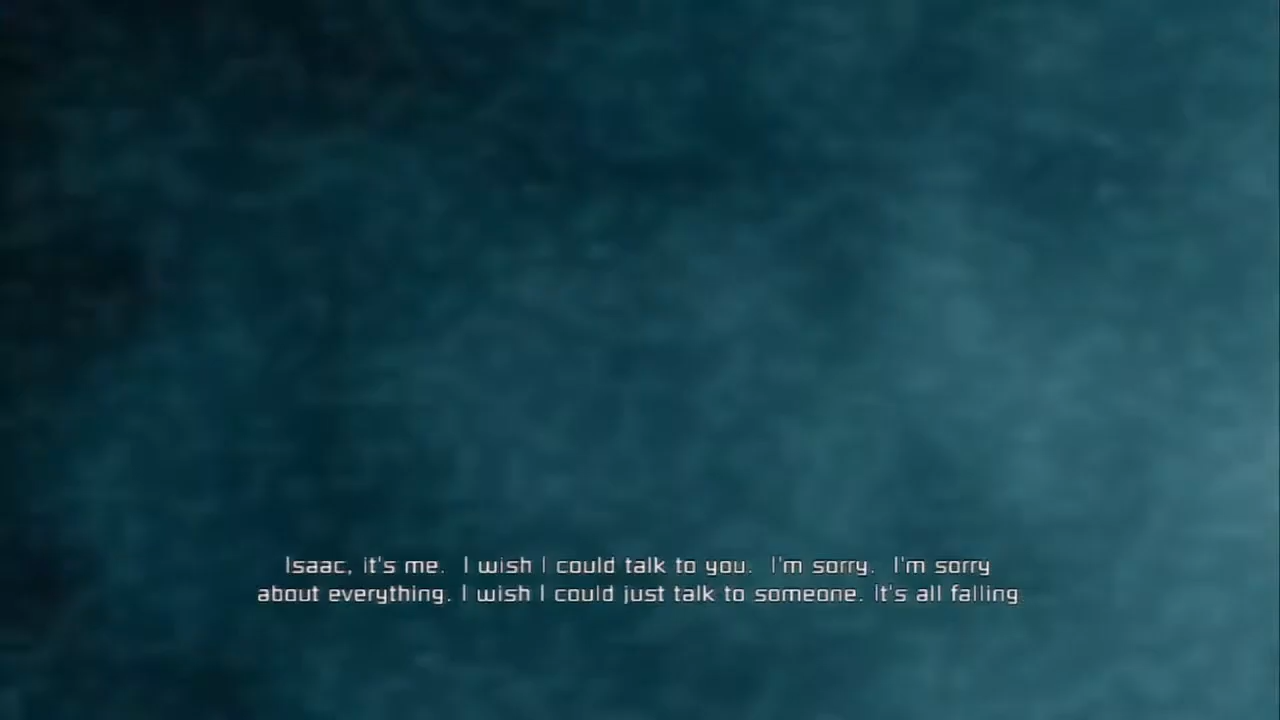 Isaac, it's me. I wish I could talk to you. I'm sorry. I'm sorry
about everything. I wish I could just talk to someone. It's all falling